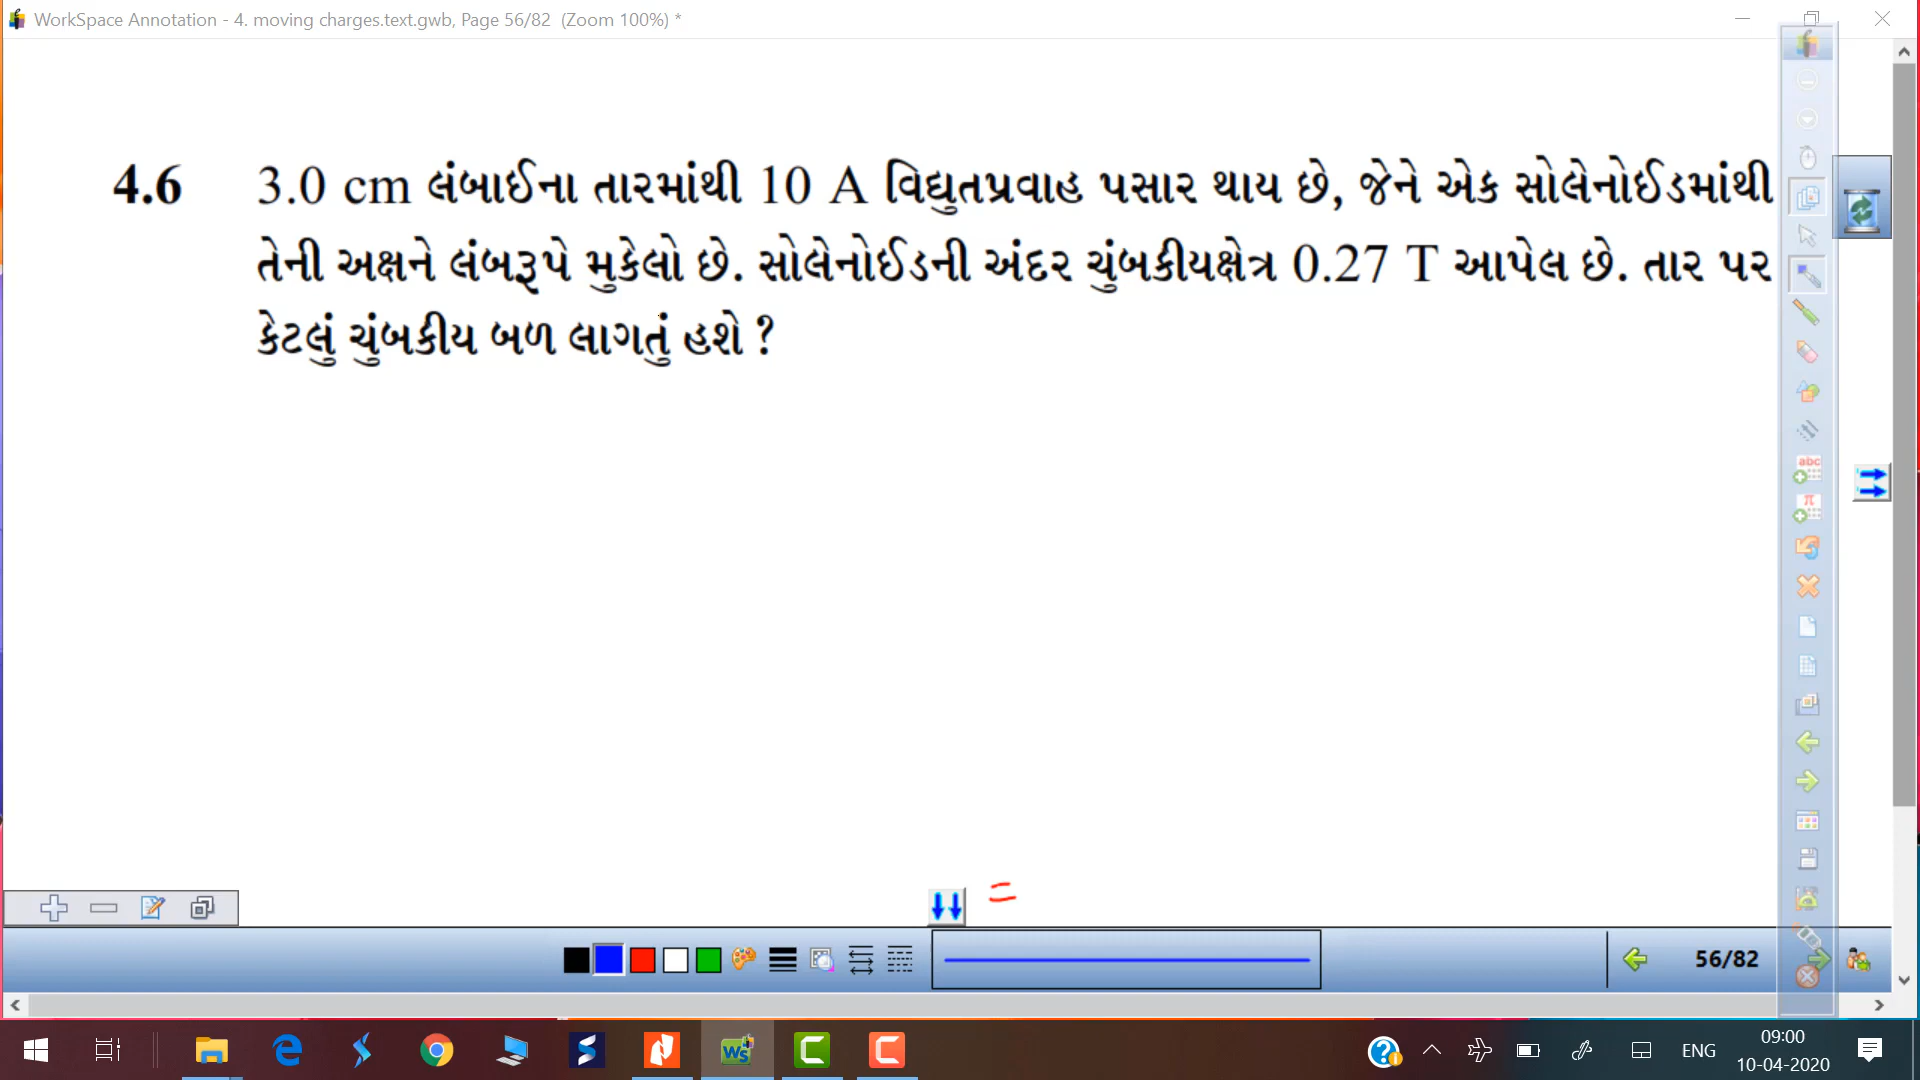 WorkSpace Annotation - 4. moving charges.text.gwb, Page 56/82 (Zoom 100%) *
4.6 3.0 cm લંબાઈના તારમાંથી 10 A વિદ્યુતપ્રવાહ પસાર થાય છે, જેને એક સોલેનોઈડમાંથી
તેની અક્ષને લંબરૂપે મુકેલો છે. સોલેનોઈડની અંદર ચુંબકીયક્ષેત્ર 0.27 T આપેલ છે. તાર પર
કેટલું ચુંબકીય બળ લાગતું હશે ?
abc
π
=
56/82
ENG
09:00
10-04-2020